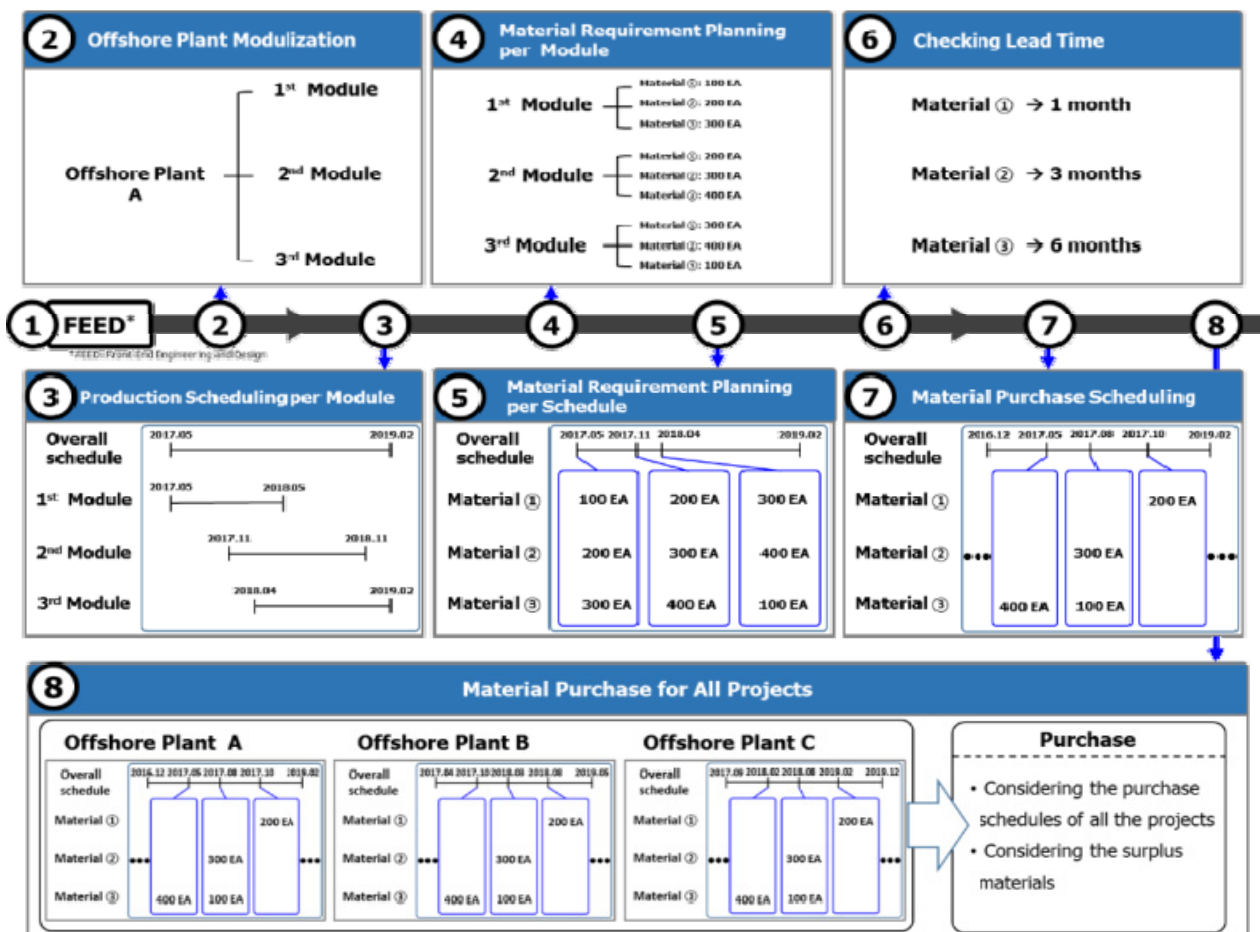 ② Offshore Plant Modulization
1st Module
Offshore Plant
A
2nd Module
3rd Module
④ Material Requirement Planning
per Module
1st Module
Material ①: 100 EA
Material ②: 200 EA
Material ③: 300 EA
2nd Module
Material ①: 200 EA
Material ②: 300 EA
Material ②: 400 EA
3rd Module
Material ①: 300 EA
Material ②: 400 EA
Material ③: 100 EA
⑥ Checking Lead Time
Material ① → 1 month
Material ② → 3 months
Material ③ → 6 months
① FEED* ② ③ ④ ⑤ ⑥ ⑦ ⑧
*FEED: Front-End Engineering and Design
③ Production Scheduling per Module
Overall
schedule
2017.05 2019.02
1st Module
2017.05 2018.05
2nd Module
2017.11 2018.11
3rd Module
2018.04 2019.02
⑤ Material Requirement Planning
per Schedule
Overall
schedule
2017.05 2017.11 2018.04 2019.02
Material ① 100 EA 200 EA 300 EA
Material ② 200 EA 300 EA 400 EA
Material ③ 300 EA 400 EA 100 EA
⑦ Material Purchase Scheduling
Overall
schedule
2016.12 2017.05 2017.08 2017.10 2019.02
Material ① 200 EA
Material ② ••• 300 EA •••
Material ③ 400 EA 100 EA
⑧ Material Purchase for All Projects
Offshore Plant A
Overall
schedule
2016.12 2017.05 2017.08 2017.10 2019.02
Material ① 200 EA
Material ② ••• 300 EA •••
Material ③ 400 EA 100 EA
Offshore Plant B
Overall
schedule
2017.04 2017.10 2018.03 2018.08 2019.05
Material ① 200 EA
Material ② ••• 300 EA •••
Material ③ 400 EA 100 EA
Offshore Plant C
Overall
schedule
2017.09 2018.02 2018.08 2019.02 2019.12
Material ① 200 EA
Material ② ••• 300 EA •••
Material ③ 400 EA 100 EA
Purchase
• Considering the purchase
schedules of all the projects
• Considering the surplus
materials